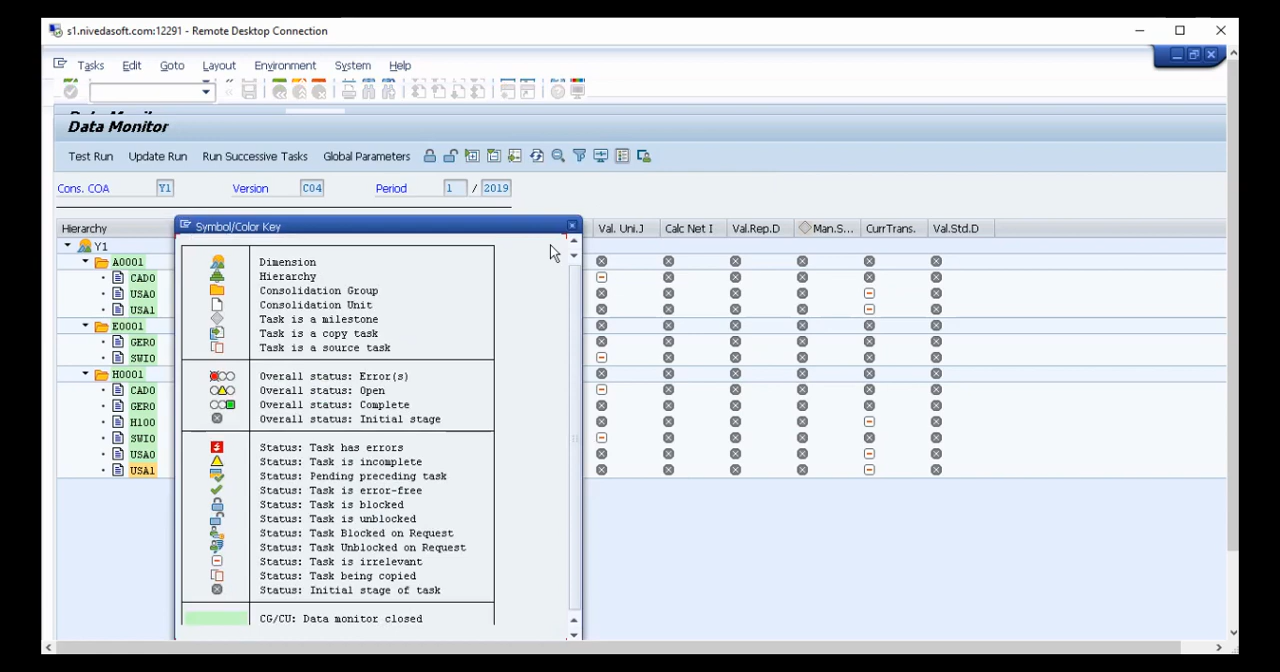 s1.nivedasoft.com:12291 - Remote Desktop Connection
Tasks Edit Goto Layout Environment System Help
Data Monitor
Test Run Update Run Run Successive Tasks Global Parameters
Cons. COA Y1 Version C04 Period 1 / 2019
Hierarchy Symbol/Color Key Val. Uni.J Calc Net I Val.Rep.D Man.S... CurrTrans. Val.Std.D
Y1
A0001 Dimension
CAD0 Hierarchy
USA0 Consolidation Group
USA1 Consolidation Unit
Task is a milestone
E0001 Task is a copy task
GER0 Task is a source task
SWI0
H0001 Overall status: Error(s)
CAD0 Overall status: Open
GER0 Overall status: Complete
H100 Overall status: Initial stage
SWI0 Status: Task has errors
USA0 Status: Task is incomplete
USA1 Status: Pending preceding task
Status: Task is error-free
Status: Task is blocked
Status: Task is unblocked
Status: Task Blocked on Request
Status: Task Unblocked on Request
Status: Task is irrelevant
Status: Task being copied
Status: Initial stage of task
CG/CU: Data monitor closed